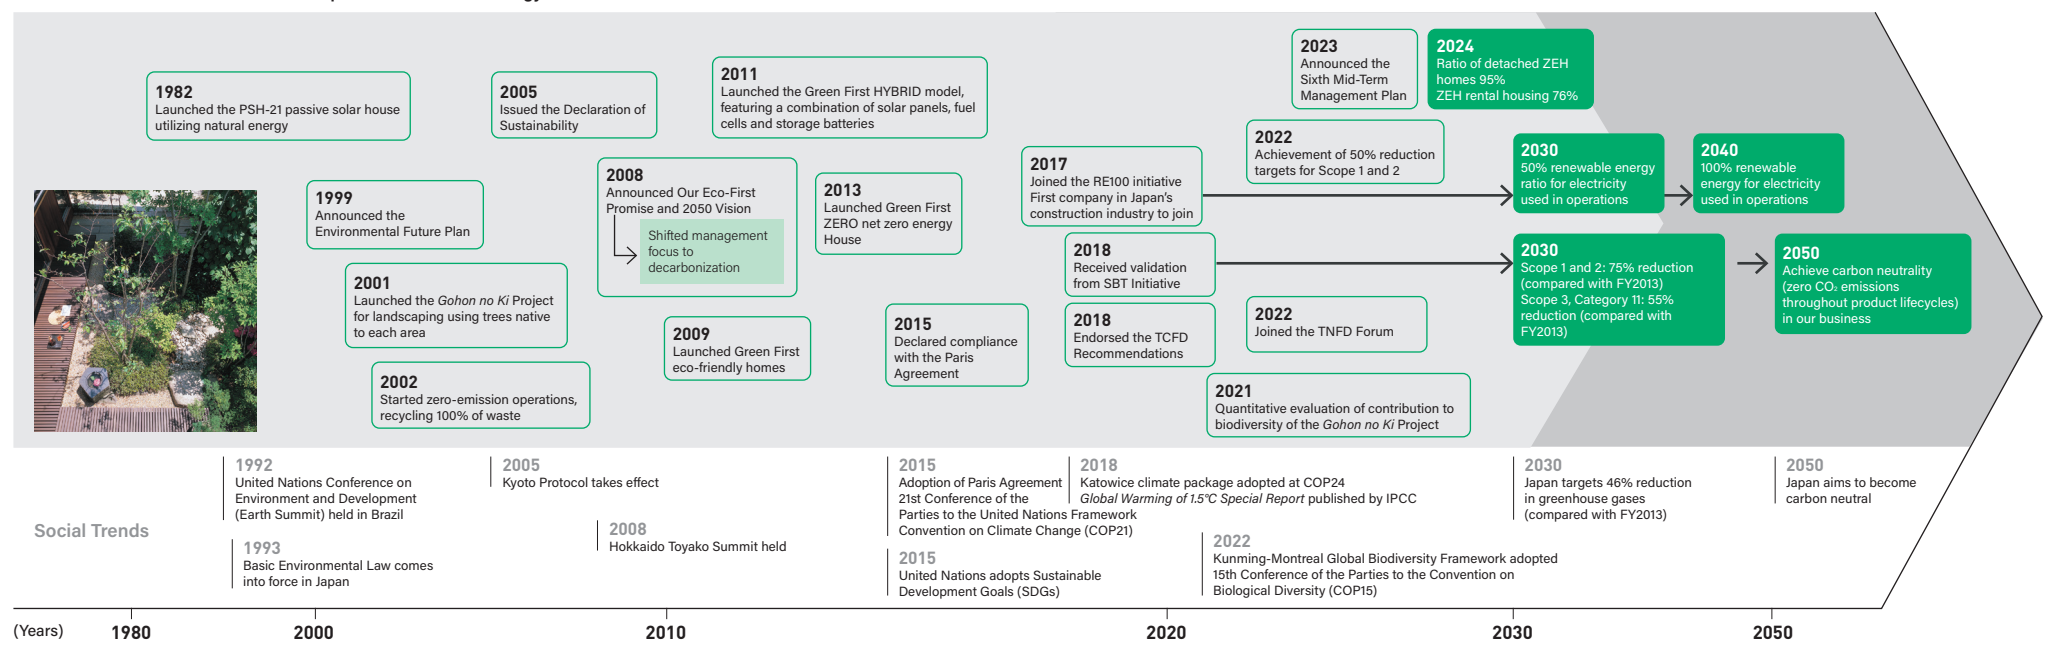 1982
Launched the PSH-21 passive solar house
utilizing natural energy
1999
Announced the
Environmental Future Plan
2001
Launched the Gohon no Ki Project
for landscaping using trees native
to each area
2002
Started zero-emission operations,
recycling 100% of waste
2005
Issued the Declaration of
Sustainability
2008
Announced Our Eco-First
Promise and 2050 Vision
Shifted management
focus to
decarbonization
2009
Launched Green First
eco-friendly homes
2011
Launched the Green First HYBRID model,
featuring a combination of solar panels, fuel
cells and storage batteries
2013
Launched Green First
ZERO net zero energy
House
2015
Declared compliance
with the Paris
Agreement
2017
Joined the RE100 initiative
First company in Japan's
construction industry to join
2018
Received validation
from SBT Initiative
2018
Endorsed the TCFD
Recommendations
2021
Quantitative evaluation of contribution to
biodiversity of the Gohon no Ki Project
2022
Joined the TNFD Forum
2022
Achievement of 50% reduction
targets for Scope 1 and 2
2023
Announced the
Sixth Mid-Term
Management Plan
2024
Ratio of detached ZEH
homes 95%
ZEH rental housing 76%
2030
50% renewable energy
ratio for electricity
used in operations
2040
100% renewable
energy for electricity
used in operations
2030
Scope 1 and 2: 75% reduction
(compared with FY2013)
Scope 3, Category 11: 55%
reduction (compared with
FY2013)
2050
Achieve carbon neutrality
(zero CO₂ emissions
throughout product lifecycles)
in our business
Social Trends
1992
United Nations Conference on
Environment and Development
(Earth Summit) held in Brazil
1993
Basic Environmental Law comes
into force in Japan
2005
Kyoto Protocol takes effect
2008
Hokkaido Toyako Summit held
2015
Adoption of Paris Agreement
21st Conference of the
Parties to the United Nations Framework
Convention on Climate Change (COP21)
2015
United Nations adopts Sustainable
Development Goals (SDGs)
2018
Katowice climate package adopted at COP24
Global Warming of 1.5°C Special Report published by IPCC
2022
Kunming-Montreal Global Biodiversity Framework adopted
15th Conference of the Parties to the Convention on
Biological Diversity (COP15)
2030
Japan targets 46% reduction
in greenhouse gases
(compared with FY2013)
2050
Japan aims to become
carbon neutral
(Years) 1980 2000 2010 2020 2030 2050